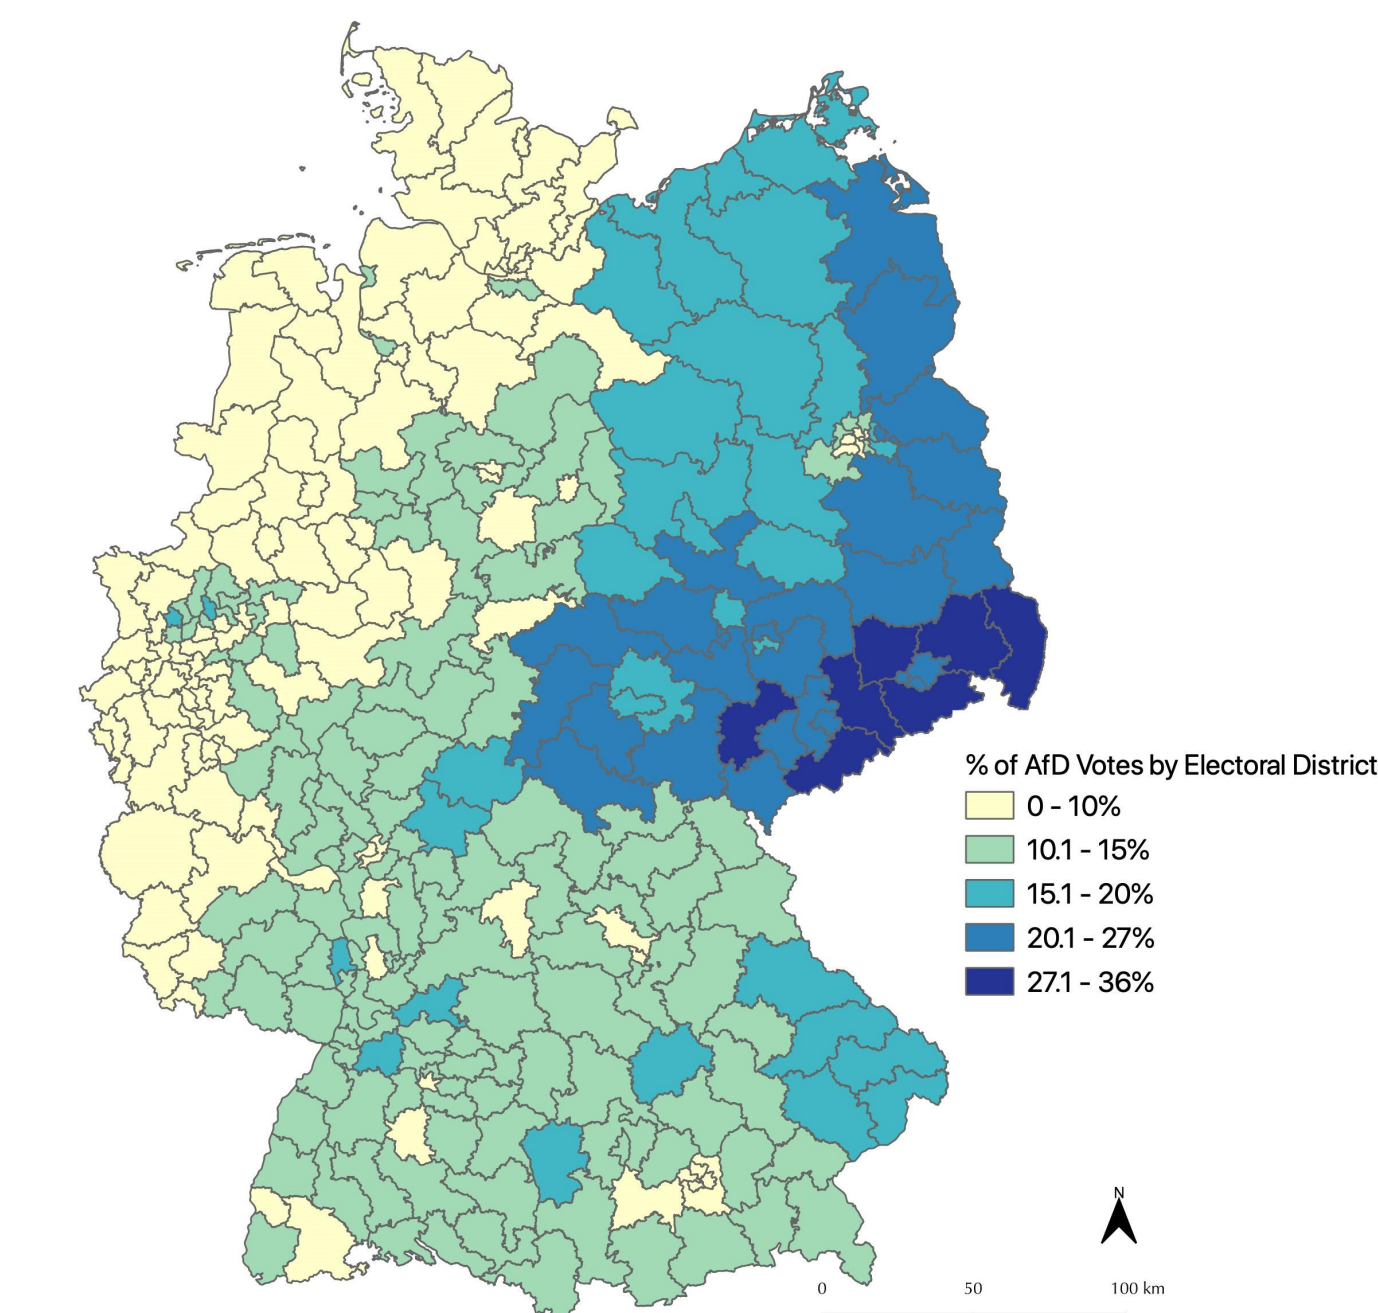 % of AfD Votes by Electoral District
0 - 10%
10.1 - 15%
15.1 - 20%
20.1 - 27%
27.1 - 36%
N
0 50 100 km